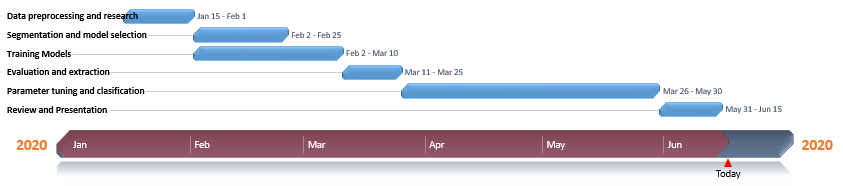 Data preprocessing and research Jan 15 - Feb 1
Segmentation and model selection Feb 2 - Feb 25
Training Models Feb 2 - Mar 10
Evaluation and extraction Mar 11 - Mar 25
Parameter tuning and clasification Mar 26 - May 30
Review and Presentation May 31 - Jun 15
2020 Jan Feb Mar Apr May Jun 2020
Today